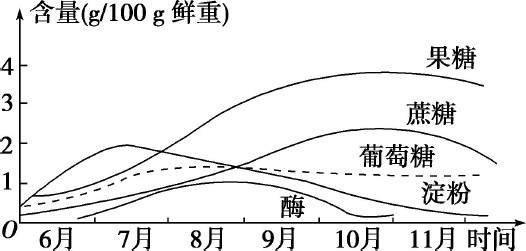 含量(g/100 g 鲜重)
4
3
2
1
O
果糖
蔗糖
葡萄糖
淀粉
酶
6月 7月 8月 9月 10月 11月 时间